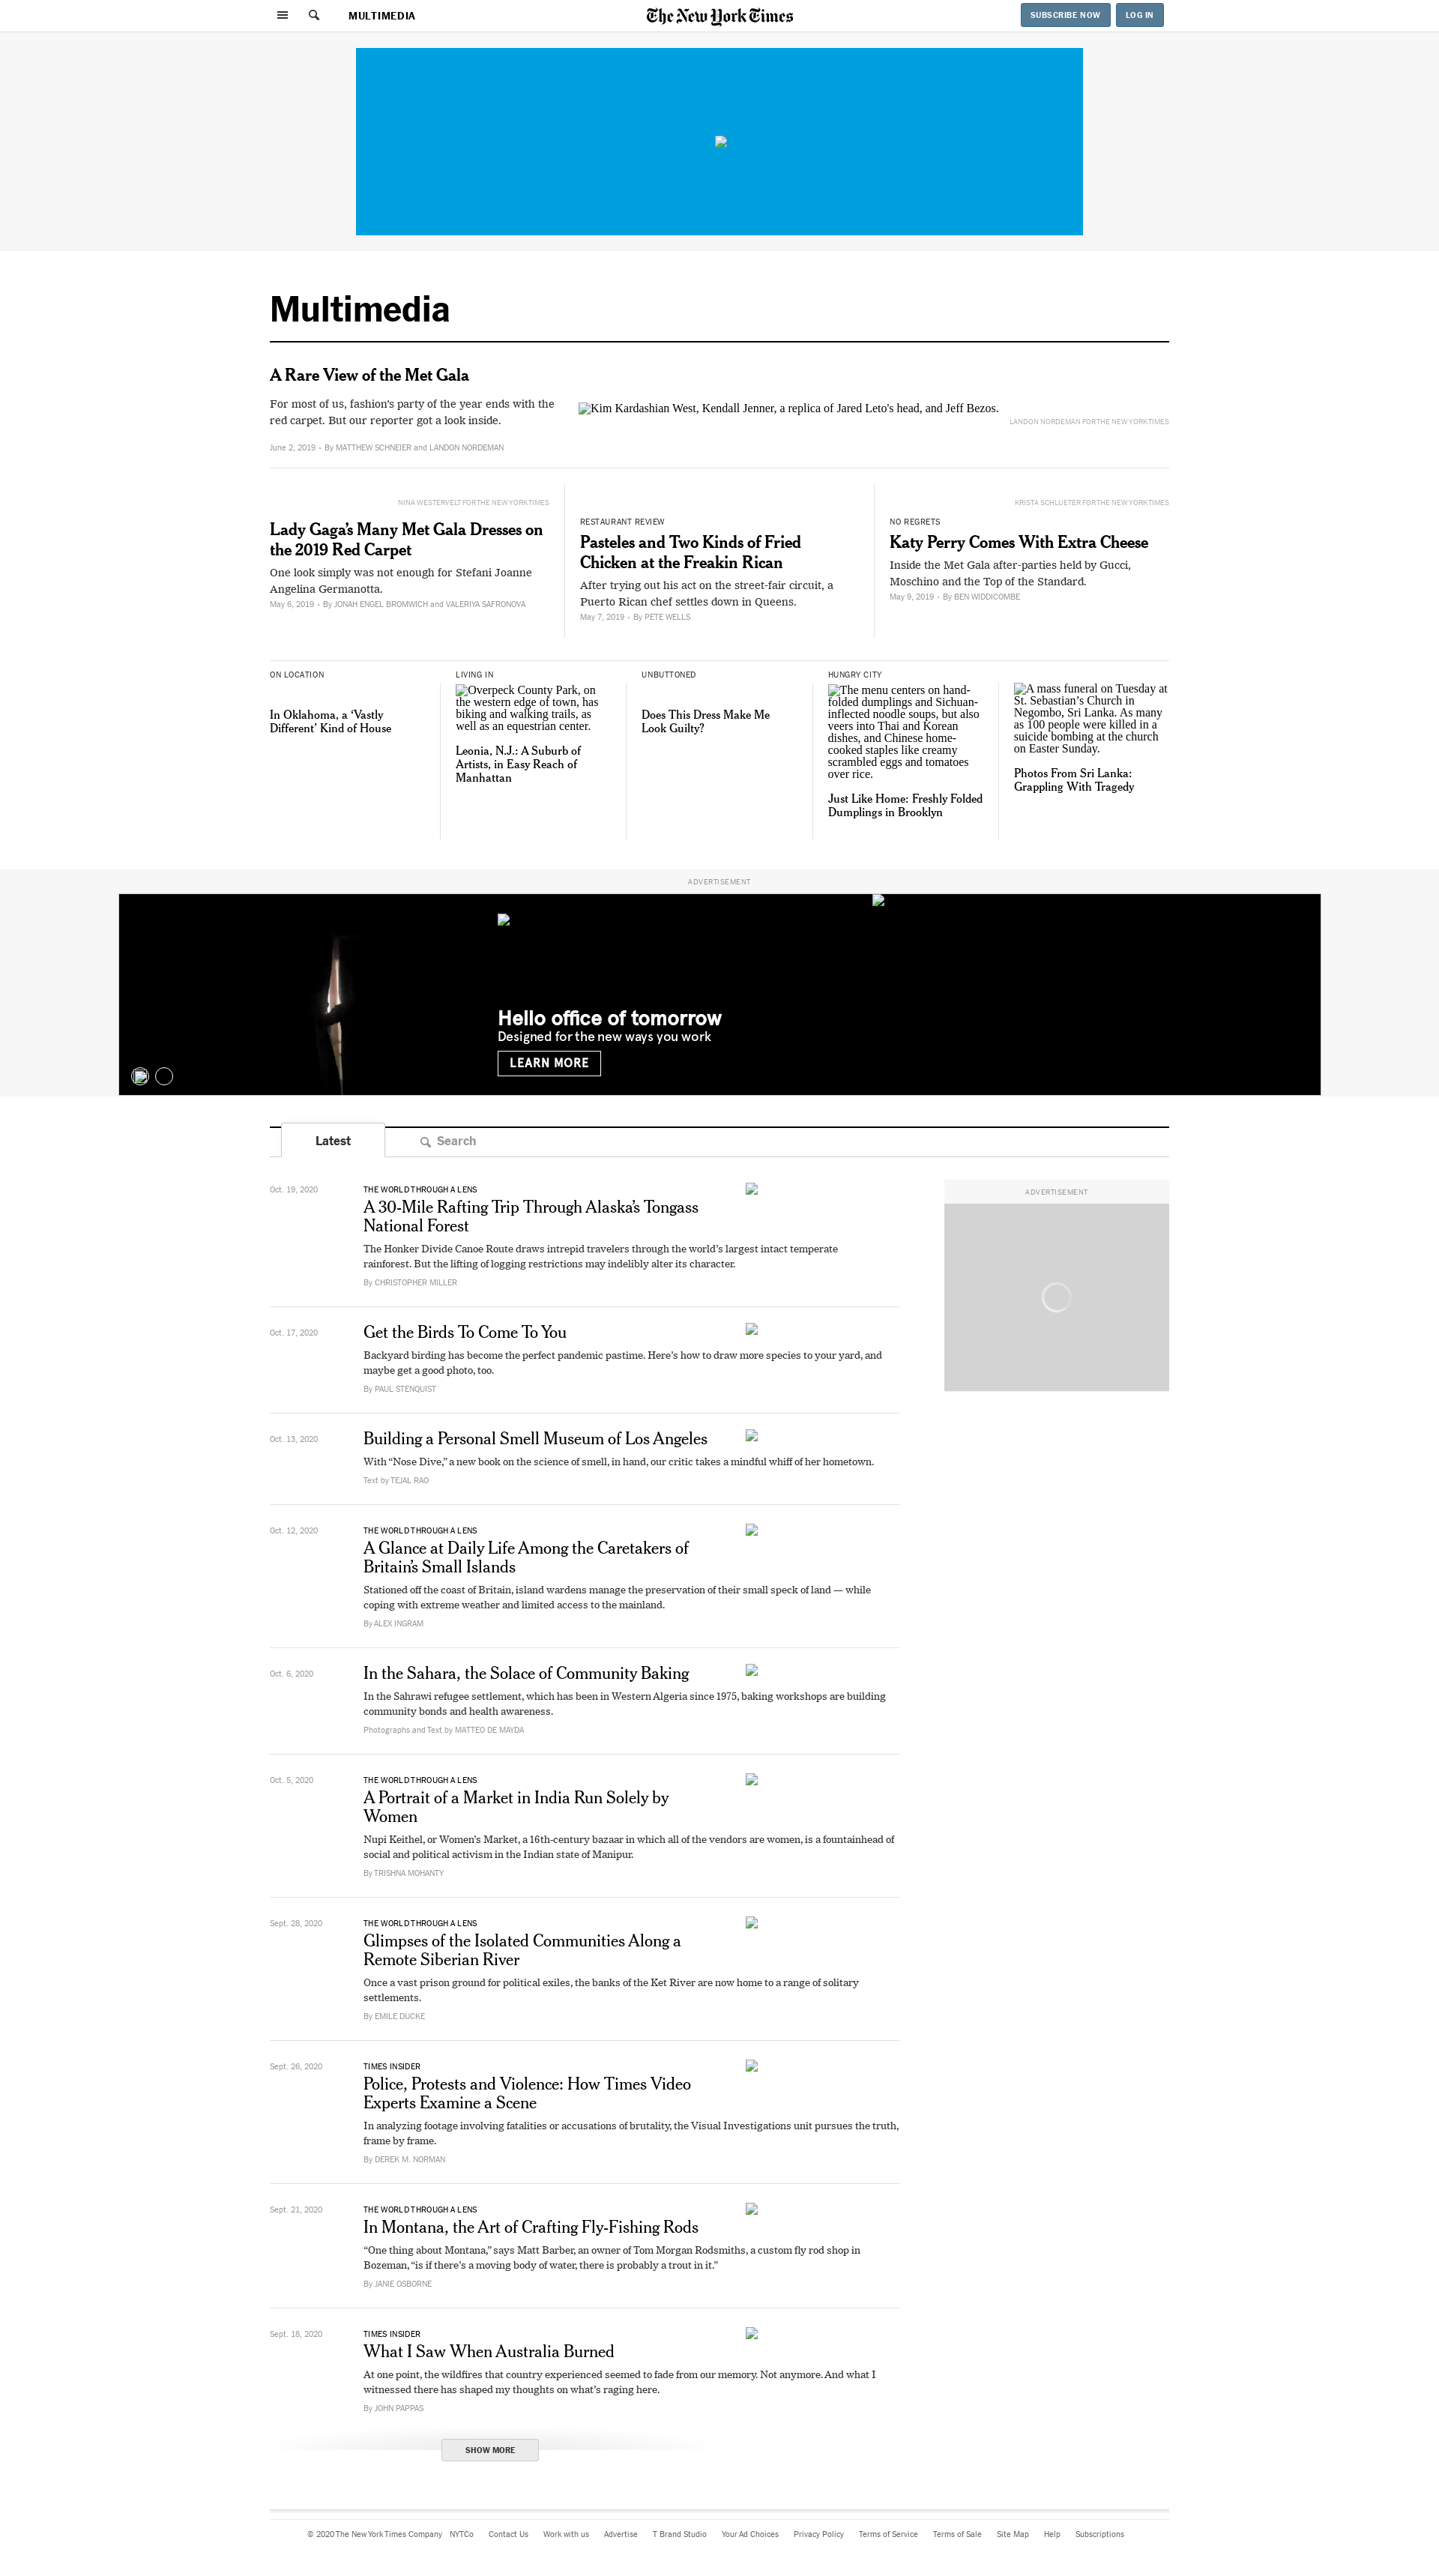 MULTIMEDIA
The New York Times
SUBSCRIBE NOW
LOG IN
Multimedia
A Rare View of the Met Gala
For most of us, fashion's party of the year ends with the
red carpet. But our reporter got a look inside.
June 2, 2019 • By MATTHEW SCHNEIER and LANDON NORDEMAN
Kim Kardashian West, Kendall Jenner, a replica of Jared Leto's head, and Jeff Bezos.
LANDON NORDEMAN FOR THE NEW YORK TIMES
NINA WESTERVELT FOR THE NEW YORK TIMES
Lady Gaga's Many Met Gala Dresses on
the 2019 Red Carpet
One look simply was not enough for Stefani Joanne
Angelina Germanotta.
May 6, 2019 • By JONAH ENGEL BROMWICH and VALERIYA SAFRONOVA
RESTAURANT REVIEW
Pasteles and Two Kinds of Fried
Chicken at the Freakin Rican
After trying out his act on the street-fair circuit, a
Puerto Rican chef settles down in Queens.
May 7, 2019 • By PETE WELLS
KRISTA SCHLUETER FOR THE NEW YORK TIMES
NO REGRETS
Katy Perry Comes With Extra Cheese
Inside the Met Gala after-parties held by Gucci,
Moschino and the Top of the Standard.
May 9, 2019 • By BEN WIDDICOMBE
ON LOCATION
In Oklahoma, a ‘Vastly
Different’ Kind of House
LIVING IN
Overpeck County Park, on
the western edge of town, has
biking and walking trails, as
well as an equestrian center.
Leonia, N.J.: A Suburb of
Artists, in Easy Reach of
Manhattan
UNBUTTONED
Does This Dress Make Me
Look Guilty?
HUNGRY CITY
The menu centers on hand-
folded dumplings and Sichuan-
inflected noodle soups, but also
veers into Thai and Korean
dishes, and Chinese home-
cooked staples like creamy
scrambled eggs and tomatoes
over rice.
Just Like Home: Freshly Folded
Dumplings in Brooklyn
A mass funeral on Tuesday at
St. Sebastian's Church in
Negombo, Sri Lanka. As many
as 100 people were killed in a
suicide bombing at the church
on Easter Sunday.
Photos From Sri Lanka:
Grappling With Tragedy
ADVERTISEMENT
Hello office of tomorrow
Designed for the new ways you work
LEARN MORE
Latest
Search
ADVERTISEMENT
Oct. 19, 2020
THE WORLD THROUGH A LENS
A 30-Mile Rafting Trip Through Alaska's Tongass
National Forest
The Honker Divide Canoe Route draws intrepid travelers through the world's largest intact temperate
rainforest. But the lifting of logging restrictions may indelibly alter its character.
By CHRISTOPHER MILLER
Oct. 17, 2020
Get the Birds To Come To You
Backyard birding has become the perfect pandemic pastime. Here's how to draw more species to your yard, and
maybe get a good photo, too.
By PAUL STENQUIST
Oct. 13, 2020
Building a Personal Smell Museum of Los Angeles
With “Nose Dive,” a new book on the science of smell, in hand, our critic takes a mindful whiff of her hometown.
Text by TEJAL RAO
Oct. 12, 2020
THE WORLD THROUGH A LENS
A Glance at Daily Life Among the Caretakers of
Britain's Small Islands
Stationed off the coast of Britain, island wardens manage the preservation of their small speck of land — while
coping with extreme weather and limited access to the mainland.
By ALEX INGRAM
Oct. 6, 2020
In the Sahara, the Solace of Community Baking
In the Sahrawi refugee settlement, which has been in Western Algeria since 1975, baking workshops are building
community bonds and health awareness.
Photographs and Text by MATTEO DE MAYDA
Oct. 5, 2020
THE WORLD THROUGH A LENS
A Portrait of a Market in India Run Solely by
Women
Nupi Keithel, or Women's Market, a 16th-century bazaar in which all of the vendors are women, is a fountainhead of
social and political activism in the Indian state of Manipur.
By TRISHNA MOHANTY
Sept. 28, 2020
THE WORLD THROUGH A LENS
Glimpses of the Isolated Communities Along a
Remote Siberian River
Once a vast prison ground for political exiles, the banks of the Ket River are now home to a range of solitary
settlements.
By EMILE DUCKE
Sept. 26, 2020
TIMES INSIDER
Police, Protests and Violence: How Times Video
Experts Examine a Scene
In analyzing footage involving fatalities or accusations of brutality, the Visual Investigations unit pursues the truth,
frame by frame.
By DEREK M. NORMAN
Sept. 21, 2020
THE WORLD THROUGH A LENS
In Montana, the Art of Crafting Fly-Fishing Rods
“One thing about Montana,” says Matt Barber, an owner of Tom Morgan Rodsmiths, a custom fly rod shop in
Bozeman, “is if there's a moving body of water, there is probably a trout in it.”
By JANIE OSBORNE
Sept. 18, 2020
TIMES INSIDER
What I Saw When Australia Burned
At one point, the wildfires that country experienced seemed to fade from our memory. Not anymore. And what I
witnessed there has shaped my thoughts on what's raging here.
By JOHN PAPPAS
SHOW MORE
© 2020 The New York Times Company NYTCo Contact Us Work with us Advertise T Brand Studio Your Ad Choices Privacy Policy Terms of Service Terms of Sale Site Map Help Subscriptions